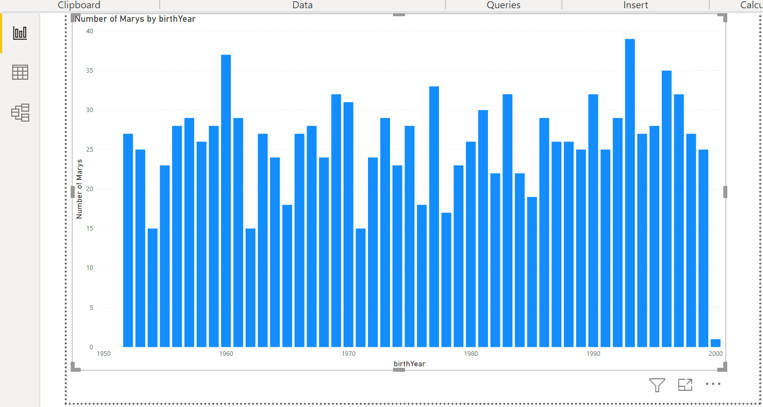 Clipboard Data Queries Insert Calcu
Number of Marys by birthYear
40
35
30
25
20
15
10
5
0
Number of Marys
1950 1960 1970 1980 1990 2000
birthYear